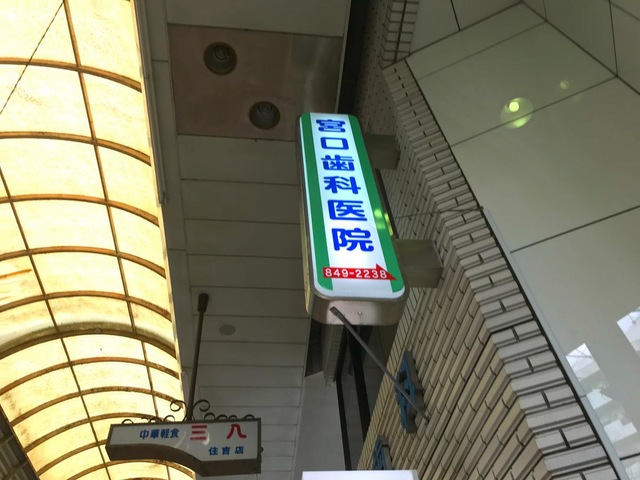 宮口歯科医院
849-2238
中華軽食 三八
住吉店